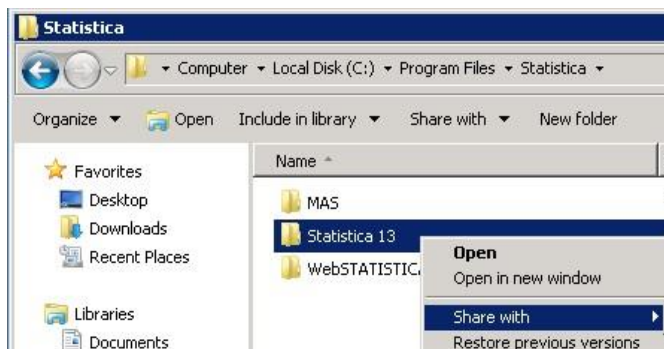 Statistica
Computer Local Disk (C:) Program Files Statistica
Organize Open Include in library Share with New folder
Favorites
Desktop
Downloads
Recent Places
Libraries
Documents
Name
MAS
Statistica 13
WebSTATISTICA
Open
Open in new window
Share with
Restore previous versions